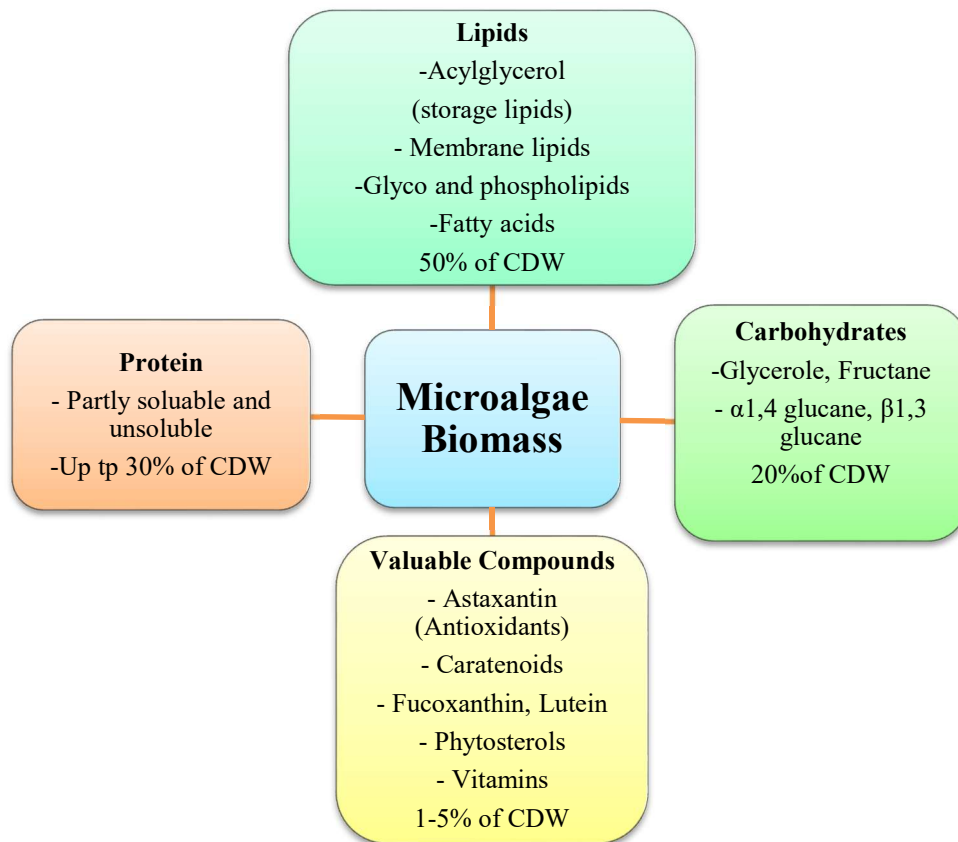 Lipids
-Acylglycerol
(storage lipids)
- Membrane lipids
-Glyco and phospholipids
-Fatty acids
50% of CDW
Protein
- Partly soluable and
unsoluble
-Up tp 30% of CDW
Microalgae
Biomass
Carbohydrates
-Glycerole, Fructane
- α1,4 glucane, β1,3
glucane
20%of CDW
Valuable Compounds
- Astaxantin
(Antioxidants)
- Caratenoids
- Fucoxanthin, Lutein
- Phytosterols
- Vitamins
1-5% of CDW